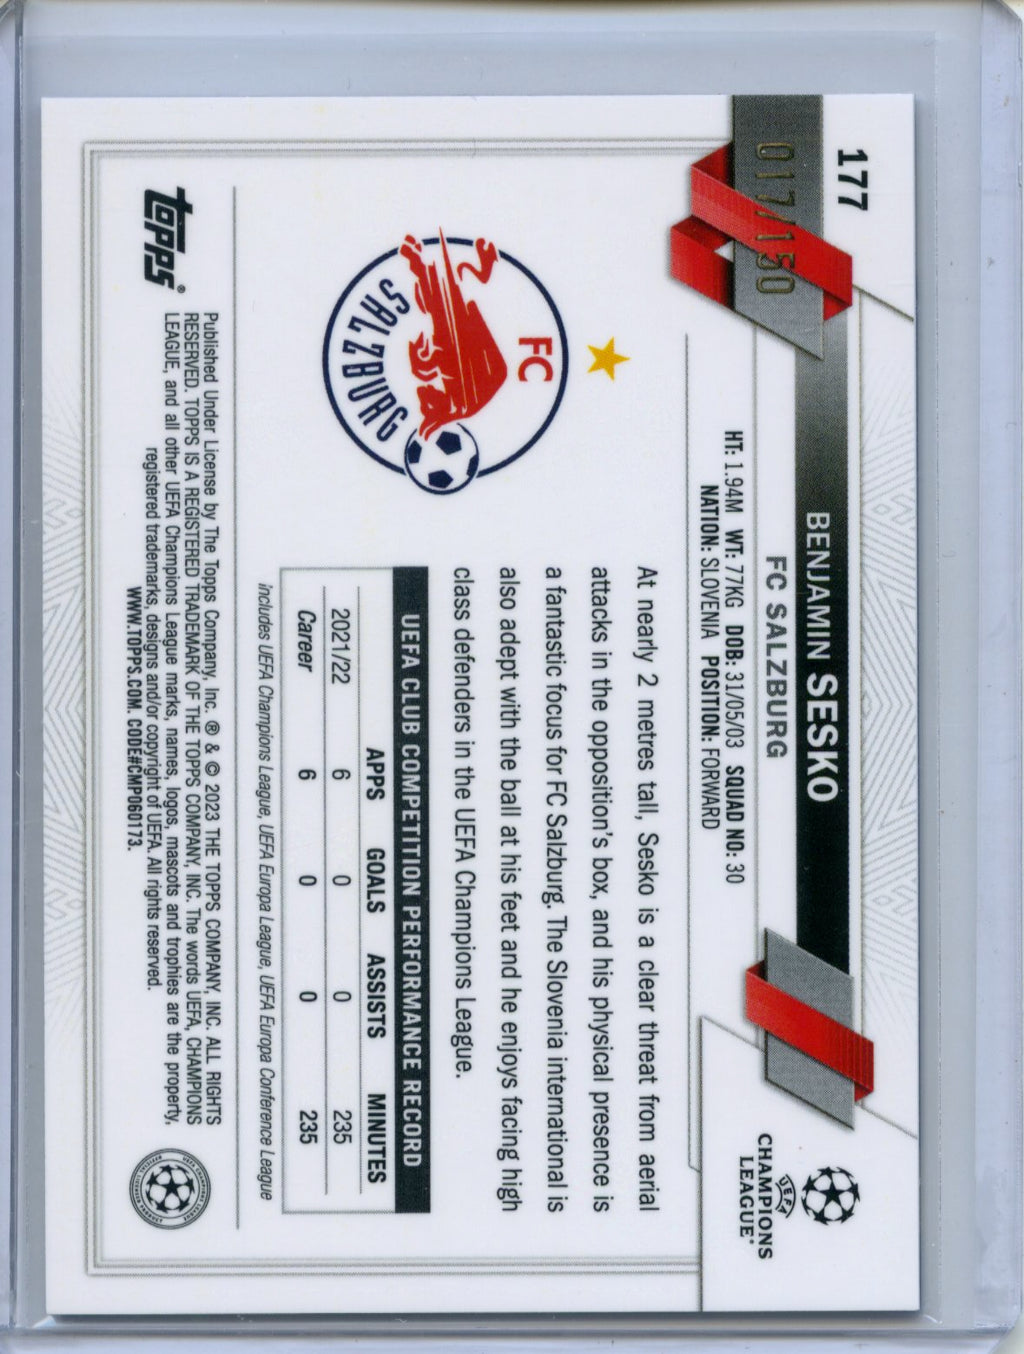 177
017/150
BENJAMIN SESKO
FC SALZBURG
HT: 1.94M WT: 77KG DOB: 31/05/03 SQUAD NO: 30
NATION: SLOVENIA POSITION: FORWARD
UEFA
CHAMPIONS
LEAGUE®
FC
SALZBURG
At nearly 2 metres tall, Sesko is a clear threat from aerial
attacks in the opposition's box, and his physical presence is
a fantastic focus for FC Salzburg. The Slovenia international is
also adept with the ball at his feet and he enjoys facing high
class defenders in the UEFA Champions League.
UEFA CLUB COMPETITION PERFORMANCE RECORD
APPS GOALS ASSISTS MINUTES
2021/22 6 0 0 235
Career 6 0 0 235
Includes UEFA Champions League, UEFA Europa League, UEFA Europa Conference League
topps®
Published Under License by The Topps Company, Inc. ® & © 2023 THE TOPPS COMPANY, INC. ALL RIGHTS
RESERVED. TOPPS IS A REGISTERED TRADEMARK OF THE TOPPS COMPANY, INC. The words UEFA, CHAMPIONS
LEAGUE, and all other UEFA Champions League marks, names, logos, mascots and trophies are the property,
registered trademarks, designs and/or copyright of UEFA. All rights reserved.
WWW.TOPPS.COM. CODE#CMP060173.